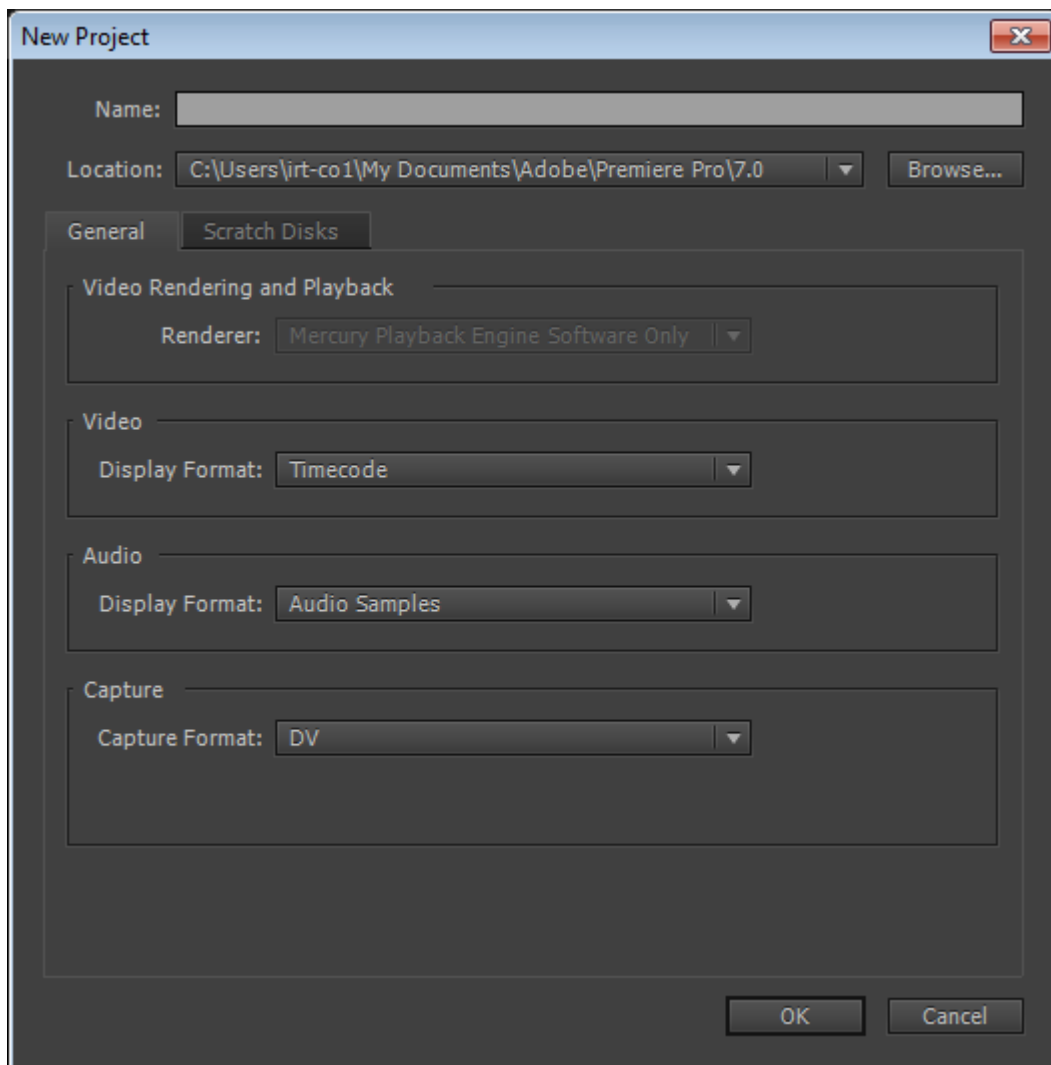 New Project
Name:
Location: C:\Users\irt-co1\My Documents\Adobe\Premiere Pro\7.0 Browse...
General Scratch Disks
Video Rendering and Playback
Renderer: Mercury Playback Engine Software Only
Video
Display Format: Timecode
Audio
Display Format: Audio Samples
Capture
Capture Format: DV
OK Cancel